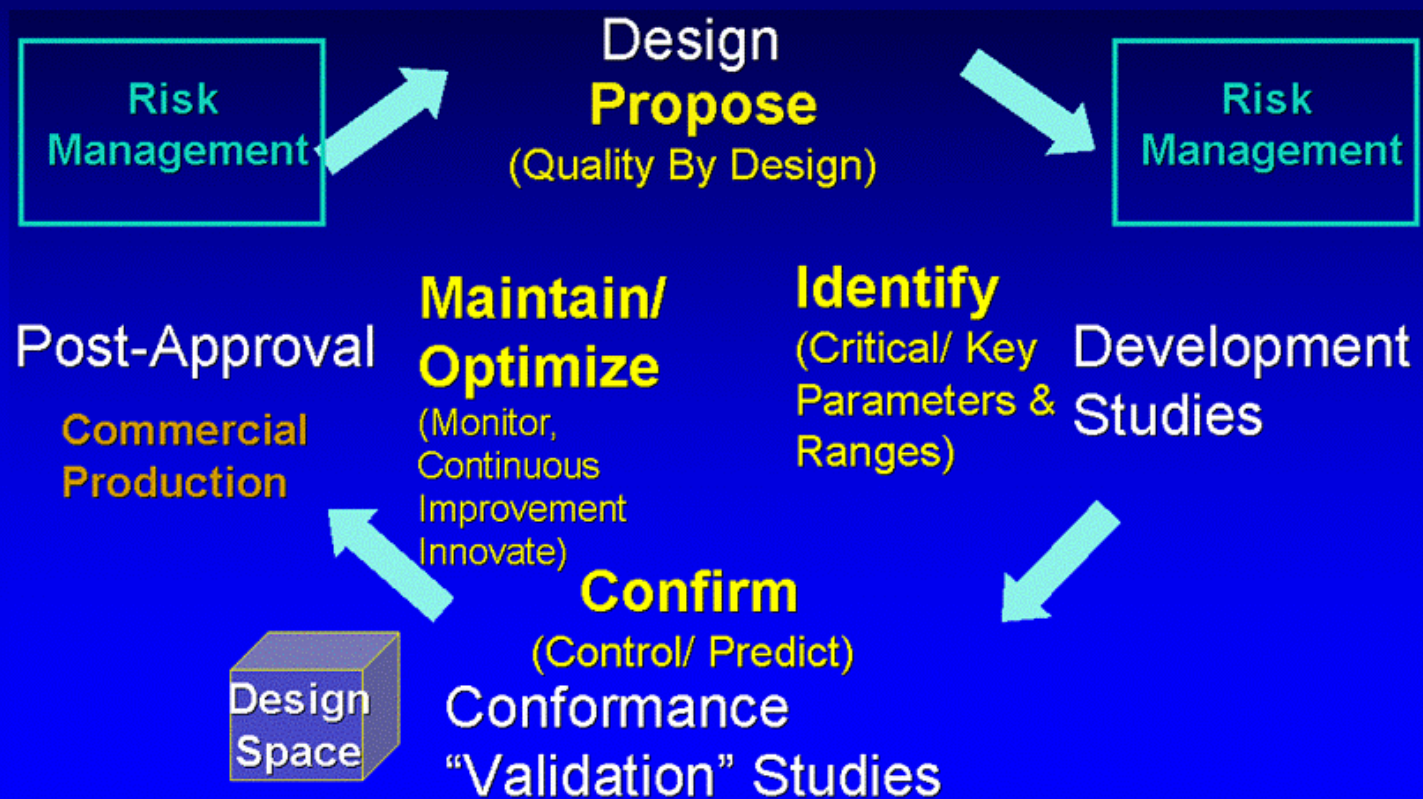 Design
Propose
(Quality By Design)
Risk
Management
Risk
Management
Post-Approval
Commercial
Production
Maintain/
Optimize
(Monitor,
Continuous
Improvement
Innovate)
Identify
(Critical/ Key
Parameters &
Ranges)
Development
Studies
Confirm
(Control/ Predict)
Conformance
“Validation” Studies
Design
Space